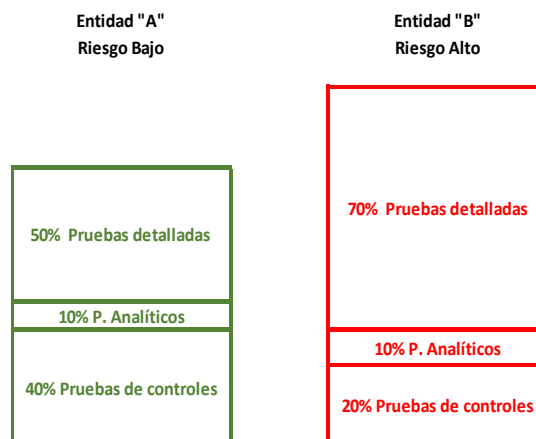 Entidad "A"
Riesgo Bajo
50% Pruebas detalladas
10% P. Analíticos
40% Pruebas de controles
Entidad "B"
Riesgo Alto
70% Pruebas detalladas
10% P. Analíticos
20% Pruebas de controles